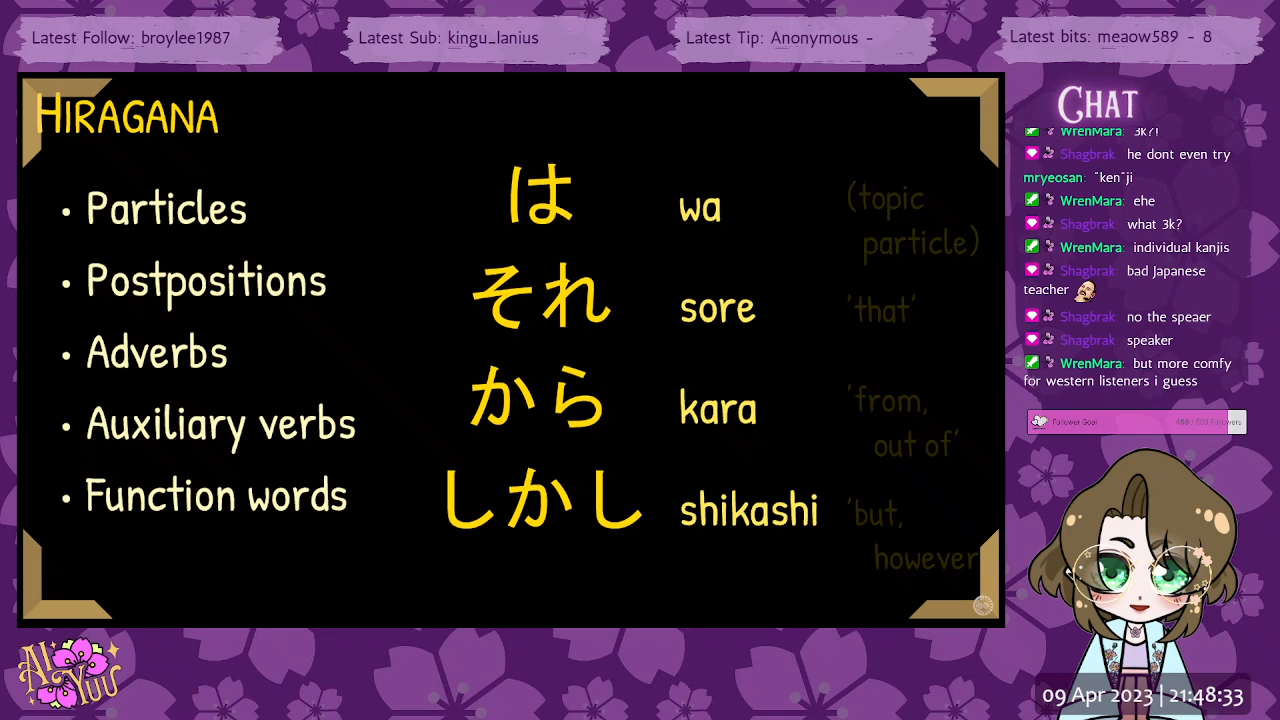 Latest Follow: broylee1987
Latest Sub: kingu_lanius
Latest Tip: Anonymous -
Latest bits: meaow589 - 8
HIRAGANA
• Particles
• Postpositions
• Adverbs
• Auxiliary verbs
• Function words
は wa (topic particle)
それ sore 'that'
から kara 'from, out of'
しかし shikashi 'but, however
CHAT
WrenMara: 3k?!
Shagbrak: he dont even try
mryeosan: "ken"ji
WrenMara: ehe
Shagbrak: what 3k?
WrenMara: individual kanjis
Shagbrak: bad Japanese
teacher
Shagbrak: no the speaer
Shagbrak: speaker
WrenMara: but more comfy
for western listeners i guess
Follower Goal 456 / 500 Followers
AI YUU
09 Apr 2023 | 21:48:33